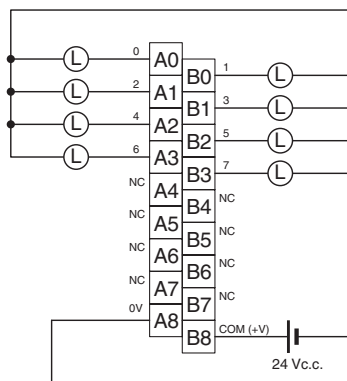 L 0 A0
B0 1 L
L 2 A1
B1 3 L
L 4 A2
B2 5 L
L 6 A3
B3 7 L
NC A4
B4 NC
NC A5
B5 NC
NC A6
B6 NC
NC A7
B7 NC
0V A8
B8 COM (+V)
24 Vc.c.